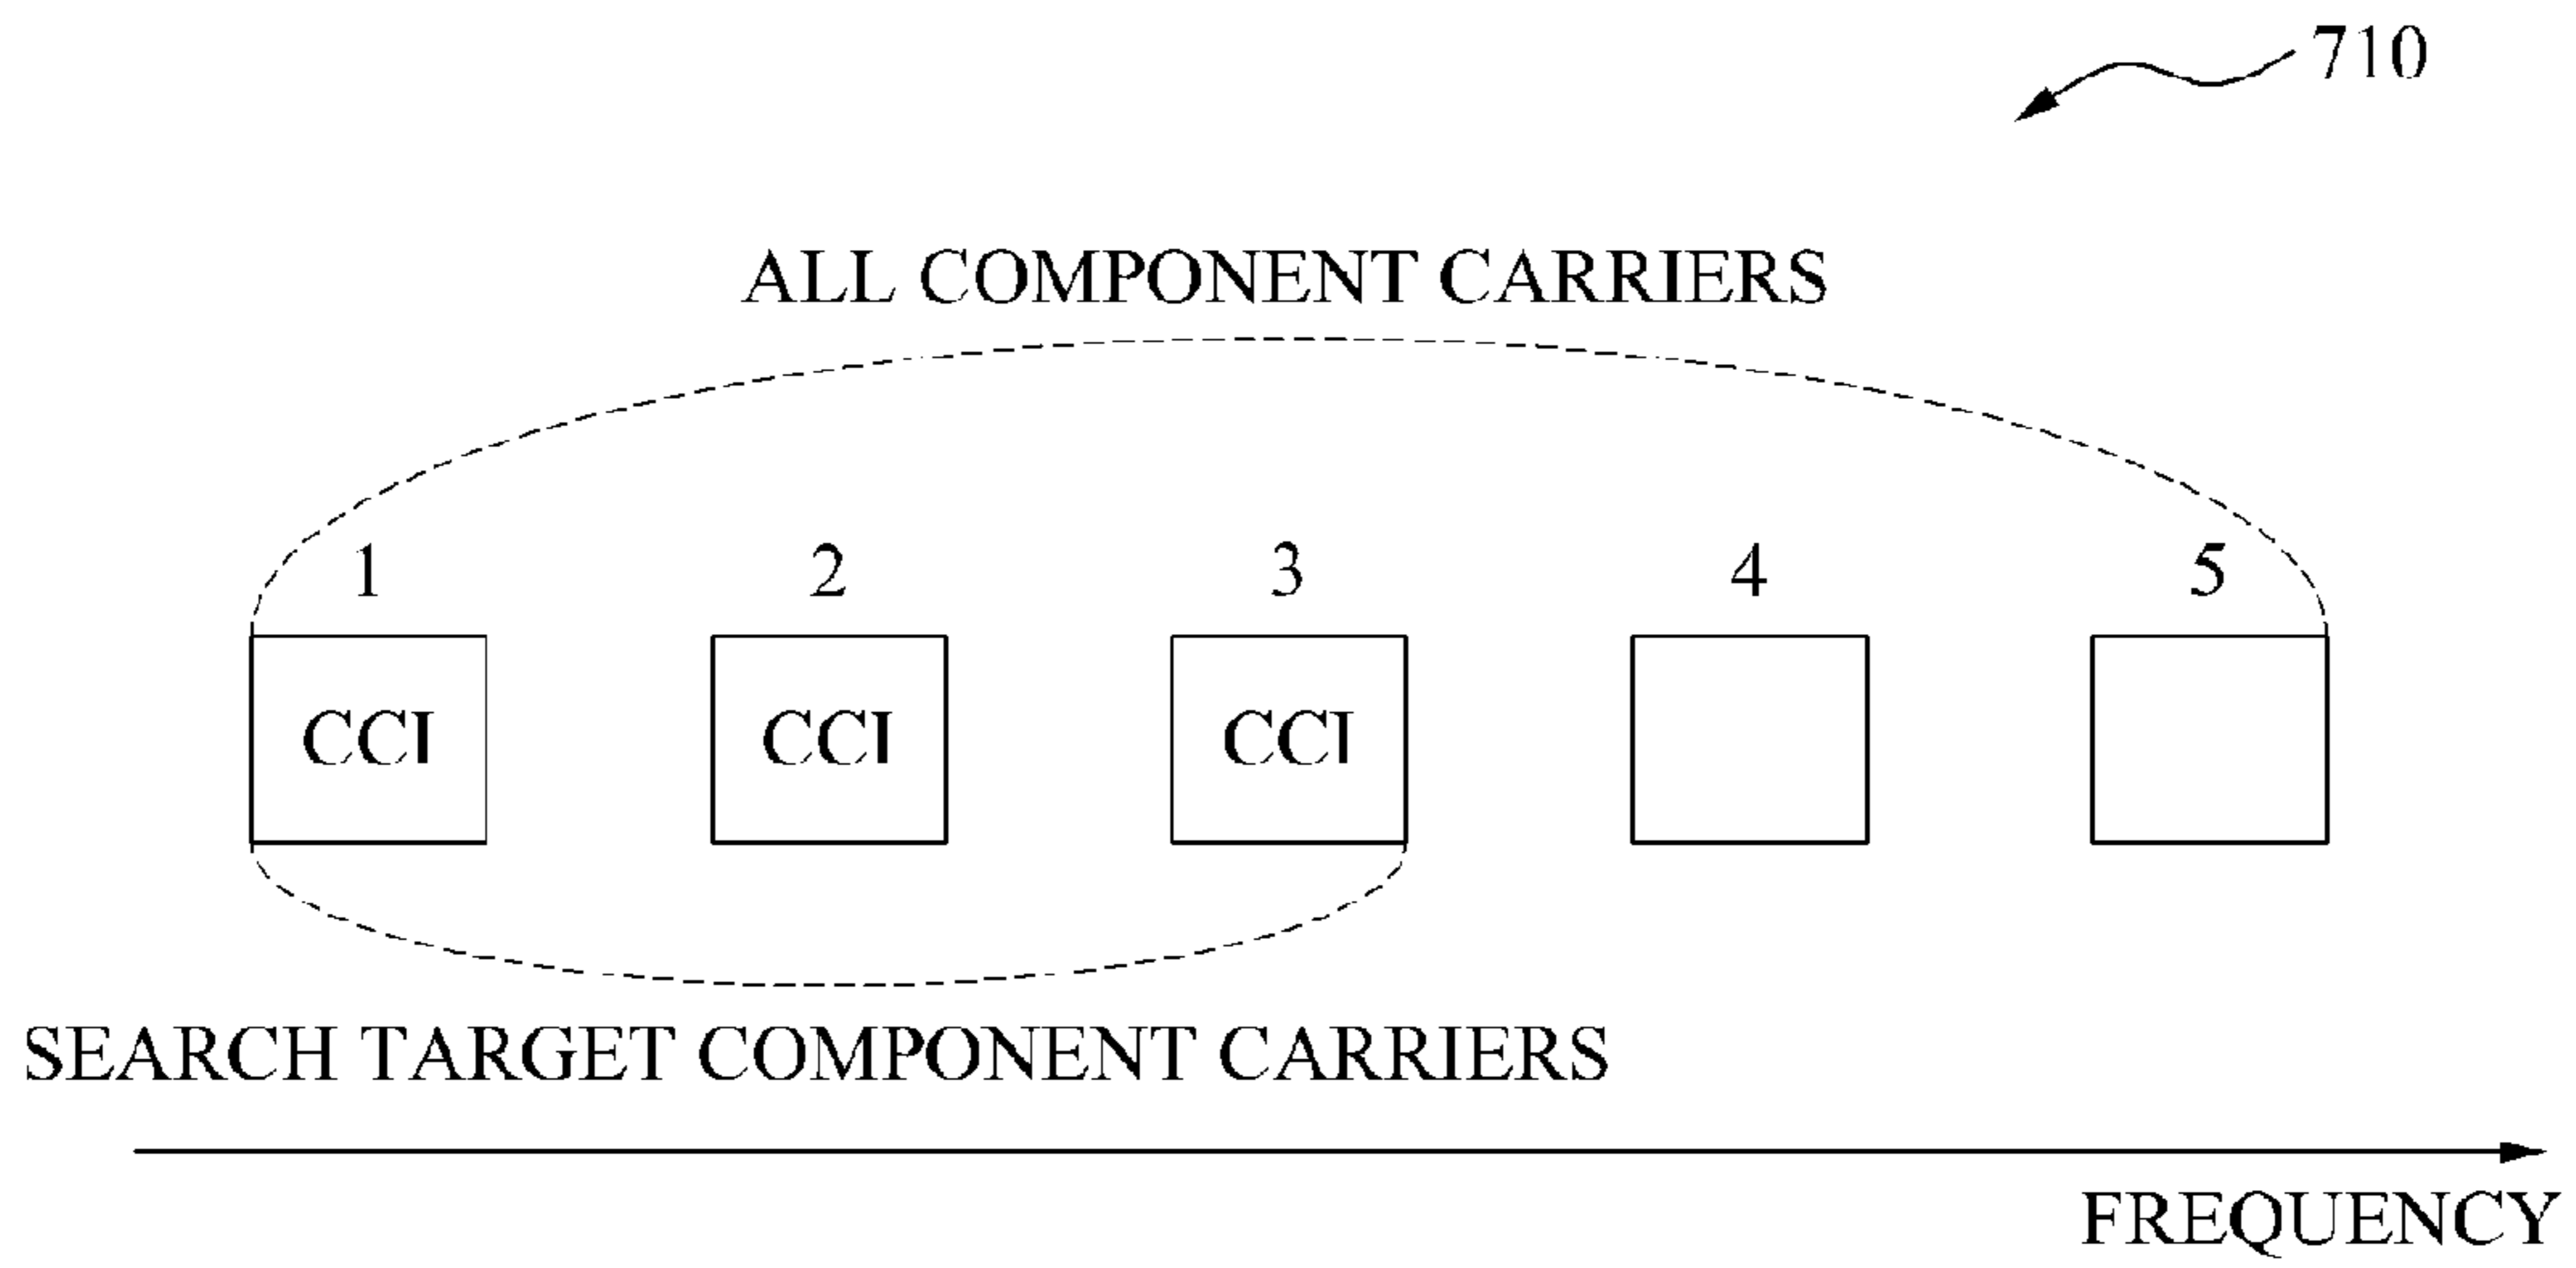 710
ALL COMPONENT CARRIERS
1 2 3 4 5
CCI CCI CCI
SEARCH TARGET COMPONENT CARRIERS
FREQUENCY